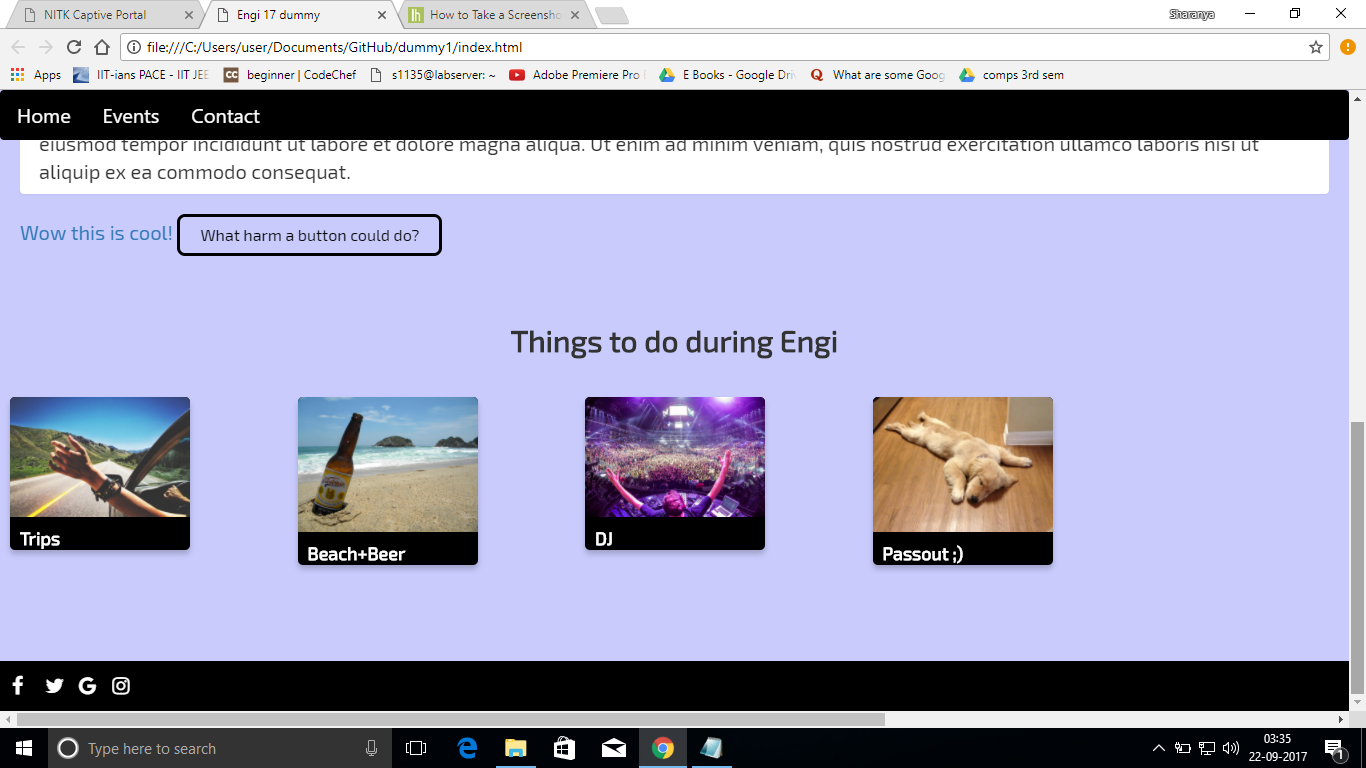 NITK Captive Portal
Engi 17 dummy
How to Take a Screensho
Sharanya
file:///C:/Users/user/Documents/GitHub/dummy1/index.html
Apps IIT-ians PACE - IIT JEE beginner | CodeChef s1135@labserver: ~ Adobe Premiere Pro E Books - Google Dri What are some Goog comps 3rd sem
Home Events Contact
eiusmod tempor incididunt ut labore et dolore magna aliqua. Ut enim ad minim veniam, quis nostrud exercitation ullamco laboris nisi ut
aliquip ex ea commodo consequat.
Wow this is cool! What harm a button could do?
Things to do during Engi
Trips
Beach+Beer
DJ
Passout ;)
Type here to search
03:35
22-09-2017
1